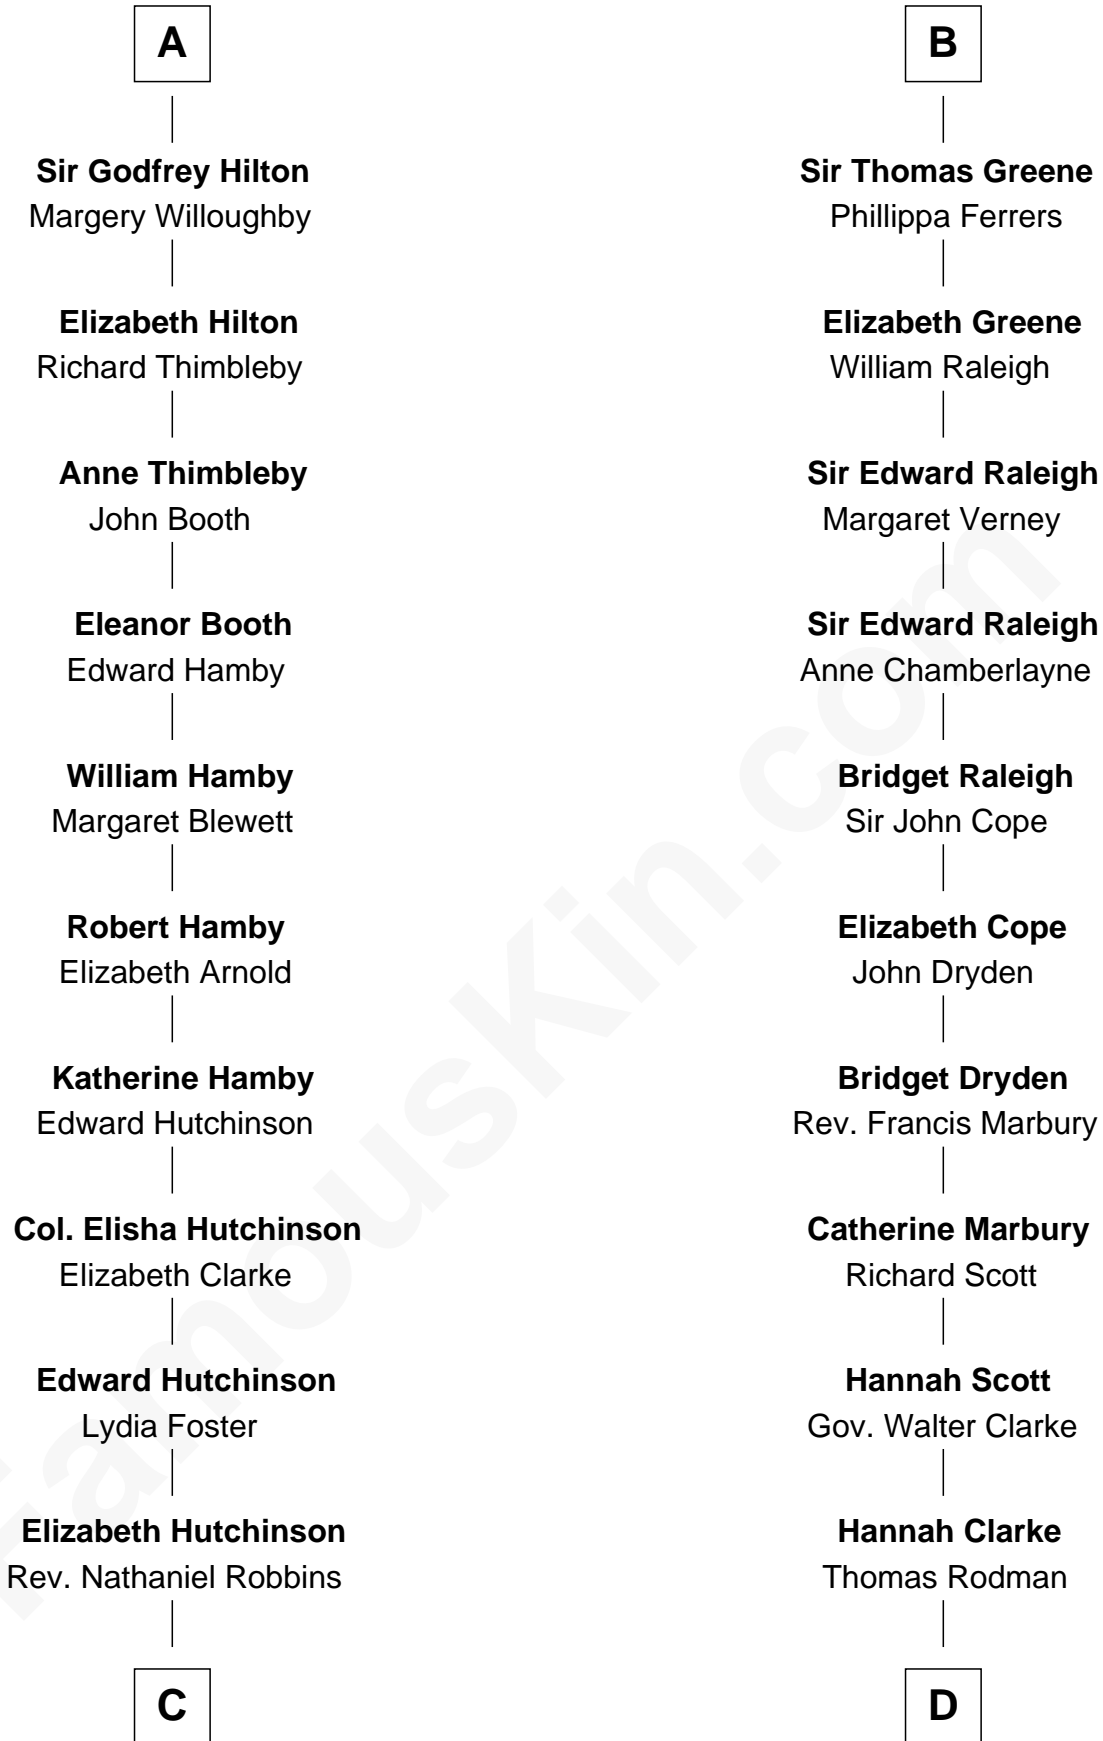 A
Sir Godfrey Hilton
Margery Willoughby
Elizabeth Hilton
Richard Thimbleby
Anne Thimbleby
John Booth
Eleanor Booth
Edward Hamby
William Hamby
Margaret Blewett
Robert Hamby
Elizabeth Arnold
Katherine Hamby
Edward Hutchinson
Col. Elisha Hutchinson
Elizabeth Clarke
Edward Hutchinson
Lydia Foster
Elizabeth Hutchinson
Rev. Nathaniel Robbins
C
B
Sir Thomas Greene
Phillippa Ferrers
Elizabeth Greene
William Raleigh
Sir Edward Raleigh
Margaret Verney
Sir Edward Raleigh
Anne Chamberlayne
Bridget Raleigh
Sir John Cope
Elizabeth Cope
John Dryden
Bridget Dryden
Rev. Francis Marbury
Catherine Marbury
Richard Scott
Hannah Scott
Gov. Walter Clarke
Hannah Clarke
Thomas Rodman
D
FamousKin.com